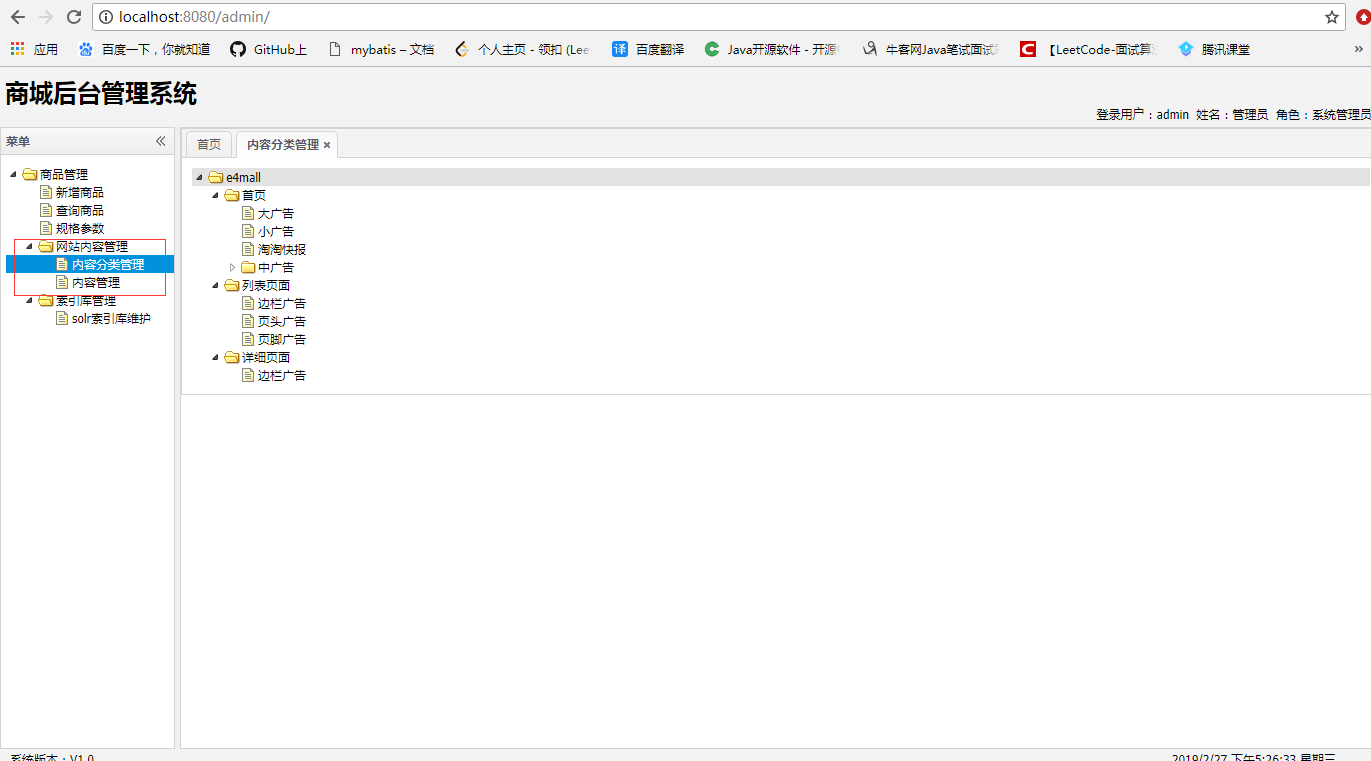 localhost:8080/admin/
应用 百度一下，你就知道 GitHub上 mybatis – 文档 个人主页 - 领扣 (Lee 百度翻译 Java开源软件 - 开源 牛客网Java笔试面试 【LeetCode-面试算 腾讯课堂 »
商城后台管理系统
登录用户：admin 姓名：管理员 角色：系统管理员
菜单
商品管理
新增商品
查询商品
规格参数
网站内容管理
内容分类管理
内容管理
索引库管理
solr索引库维护
首页 内容分类管理
e4mall
首页
大广告
小广告
淘淘快报
中广告
列表页面
边栏广告
页头广告
页脚广告
详细页面
边栏广告
系统版本：V1.0
2019/2/27 下午5:26:33 星期三